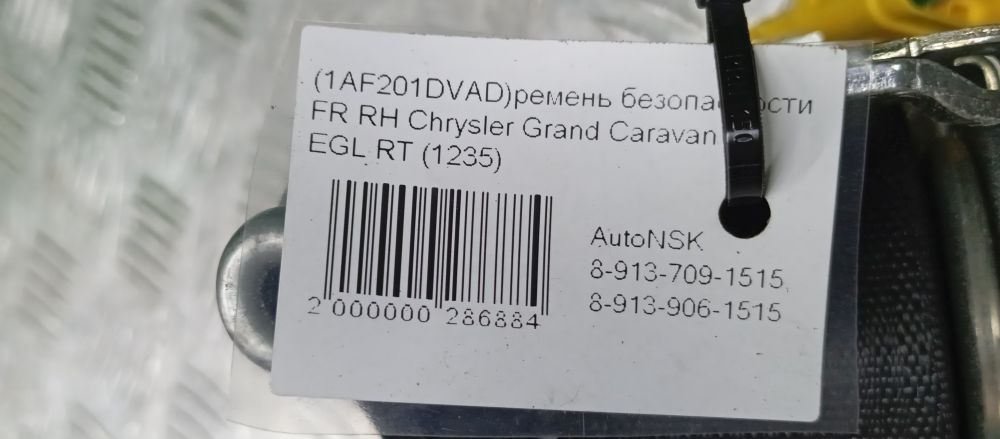 (1AF201DVAD)ремень безопасности
FR RH Chrysler Grand Caravan
EGL RT (1235)
AutoNSK
8-913-709-1515,
8-913-906-1515
2 000000 286884